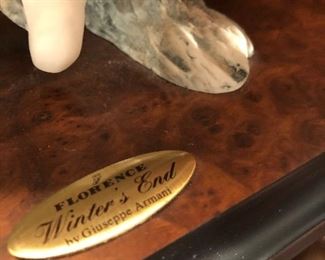 FLORENCE
Winter's End
by Giuseppe Armani